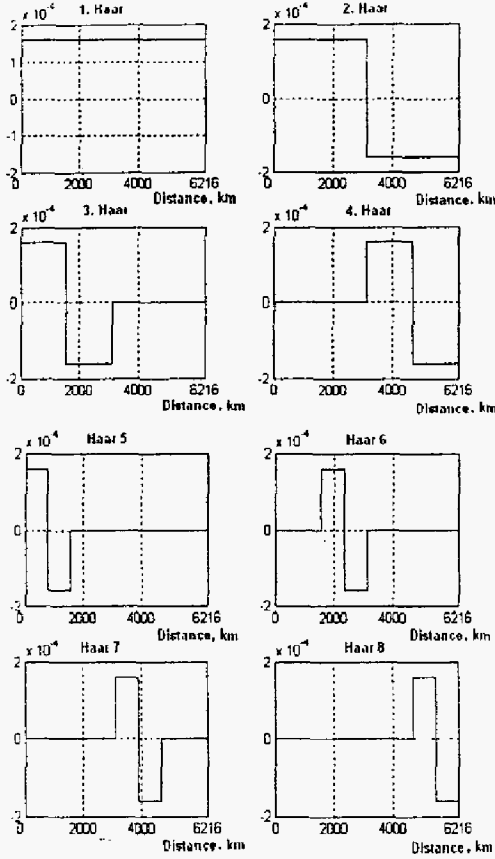 x 10⁻⁴ 1. Haar
2
1
0
-1
-2
0 2000 4000 6216
Distance, km
x 10⁻⁴ 2. Haar
2
0
-2
0 2000 4000 6216
Distance, km
x 10⁻⁴ 3. Haar
2
0
-2
0 2000 4000 6216
Distance, km
x 10⁻⁴ 4. Haar
2
0
-2
0 2000 4000 6216
Distance, km
x 10⁻⁴ Haar 5
2
0
-2
0 2000 4000 6216
Distance, km
x 10⁻⁴ Haar 6
2
0
-2
0 2000 4000 6216
Distance, km
x 10⁻⁴ Haar 7
2
0
-2
0 2000 4000 6216
Distance, km
x 10⁻⁴ Haar 8
2
0
-2
0 2000 4000 6216
Distance, km